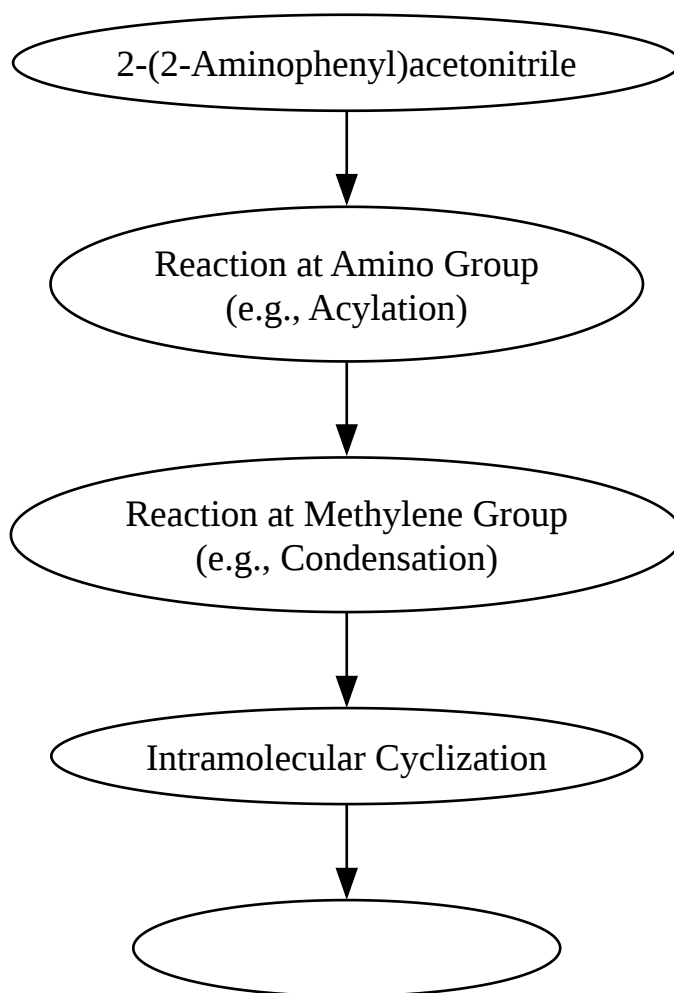 2-(2-Aminophenyl)acetonitrile
Reaction at Amino Group
(e.g., Acylation)
Reaction at Methylene Group
(e.g., Condensation)
Intramolecular Cyclization